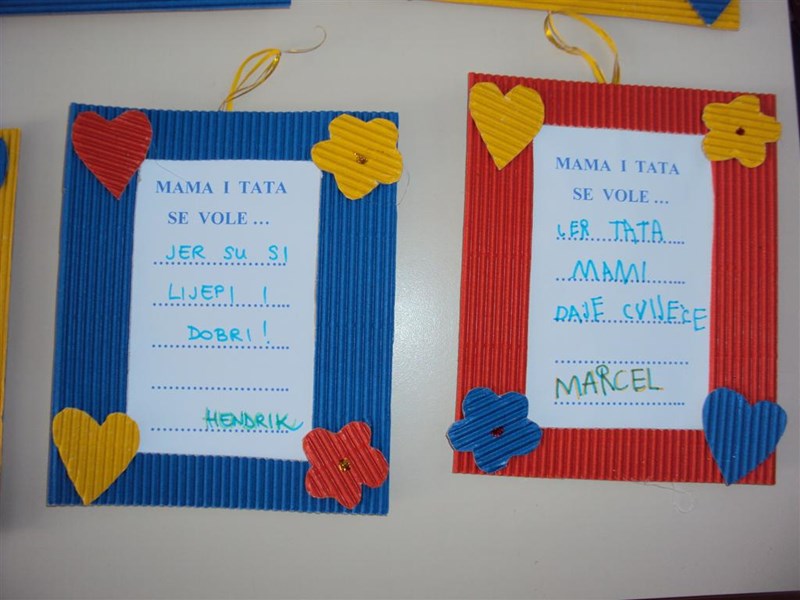 MAMA I TATA
SE VOLE ...
JER SU SI
LIJEPI I
DOBRI!
HENDRIK
MAMA I TATA
SE VOLE ...
JER TATA
MAMI
DAJE CVIJEĆE
MARCEL